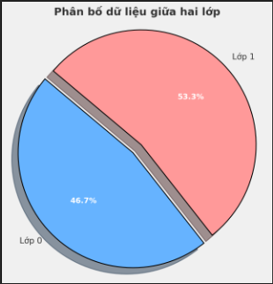 Phân bố dữ liệu giữa hai lớp
Lớp 1
53.3%
46.7%
Lớp 0